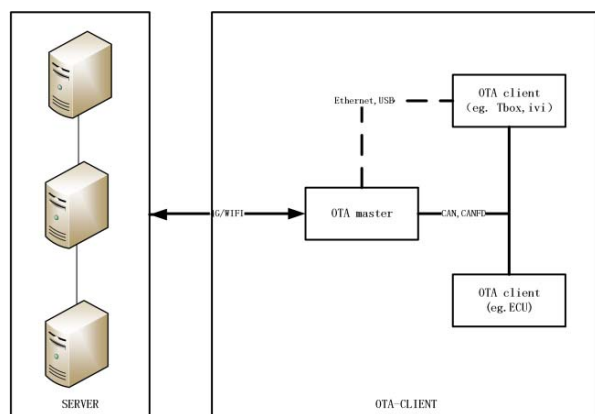 Ethernet,USB
OTA client
(eg. Tbox,ivi)
4G/WIFI
OTA master
CAN,CANFD
OTA client
(eg.ECU)
SERVER
OTA-CLIENT